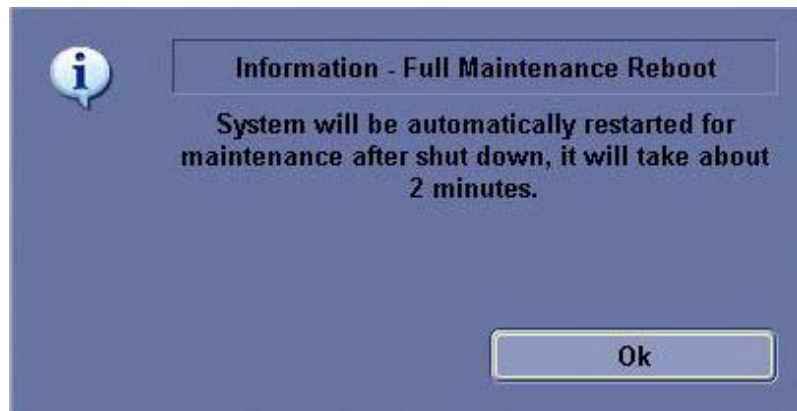 Information - Full Maintenance Reboot
System will be automatically restarted for
maintenance after shut down, it will take about
2 minutes.
Ok